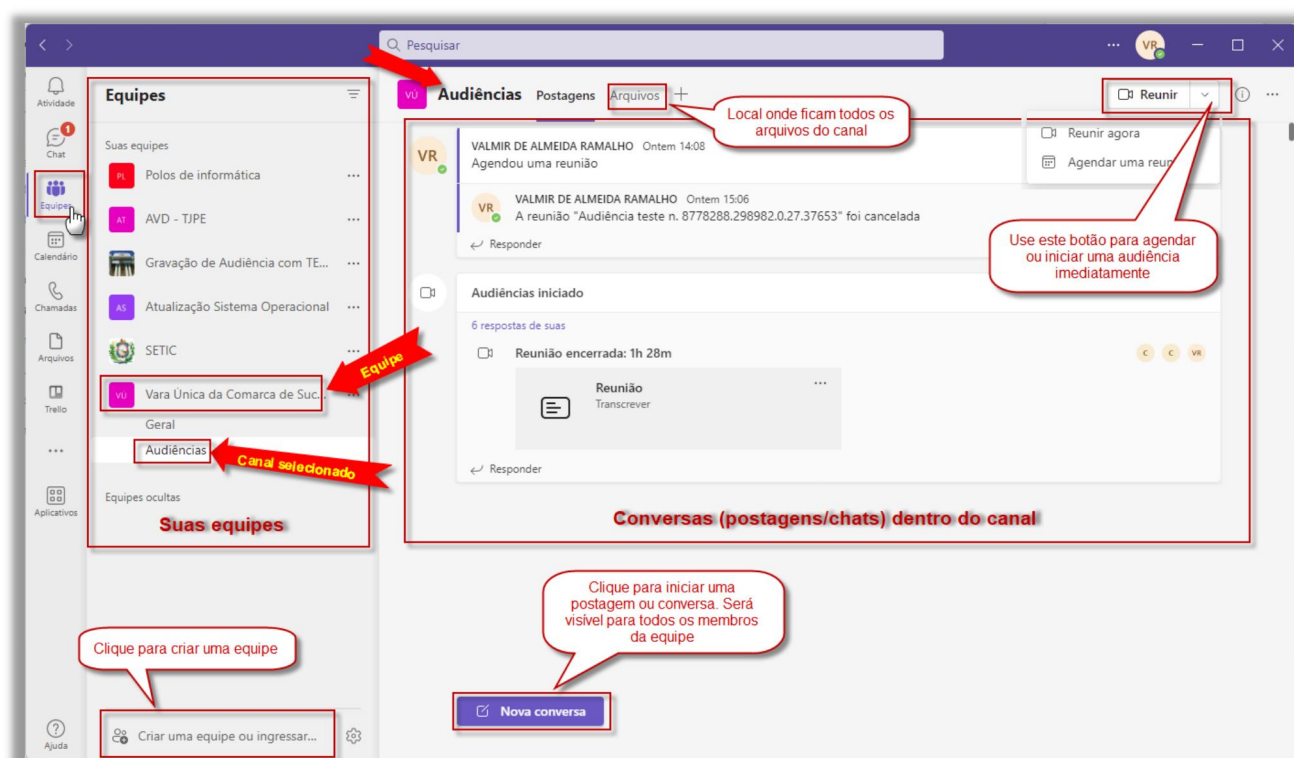 Pesquisar
VR
Atividade
Chat
1
Equipes
Calendário
Chamadas
Arquivos
Trello
Aplicativos
Ajuda
Equipes
Suas equipes
PL
Polos de informática
AT
AVD - TJPE
Gravação de Audiência com TE...
AS
Atualização Sistema Operacional
SETIC
VÚ
Vara Única da Comarca de Suc...
Geral
Audiências
Equipes ocultas
Suas equipes
Equipe
Canal selecionado
Clique para criar uma equipe
Criar uma equipe ou ingressar...
VÚ
Audiências
Postagens
Arquivos
Local onde ficam todos os
arquivos do canal
Reunir
Reunir agora
Agendar uma reun
Use este botão para agendar
ou iniciar uma audiência
imediatamente
VR
VALMIR DE ALMEIDA RAMALHO Ontem 14:08
Agendou uma reunião
VR
VALMIR DE ALMEIDA RAMALHO Ontem 15:06
A reunião "Audiência teste n. 8778288.298982.0.27.37653" foi cancelada
Responder
Audiências iniciado
6 respostas de suas
Reunião encerrada: 1h 28m
C C VR
Reunião
Transcrever
Responder
Conversas (postagens/chats) dentro do canal
Clique para iniciar uma
postagem ou conversa. Será
visível para todos os membros
da equipe
Nova conversa